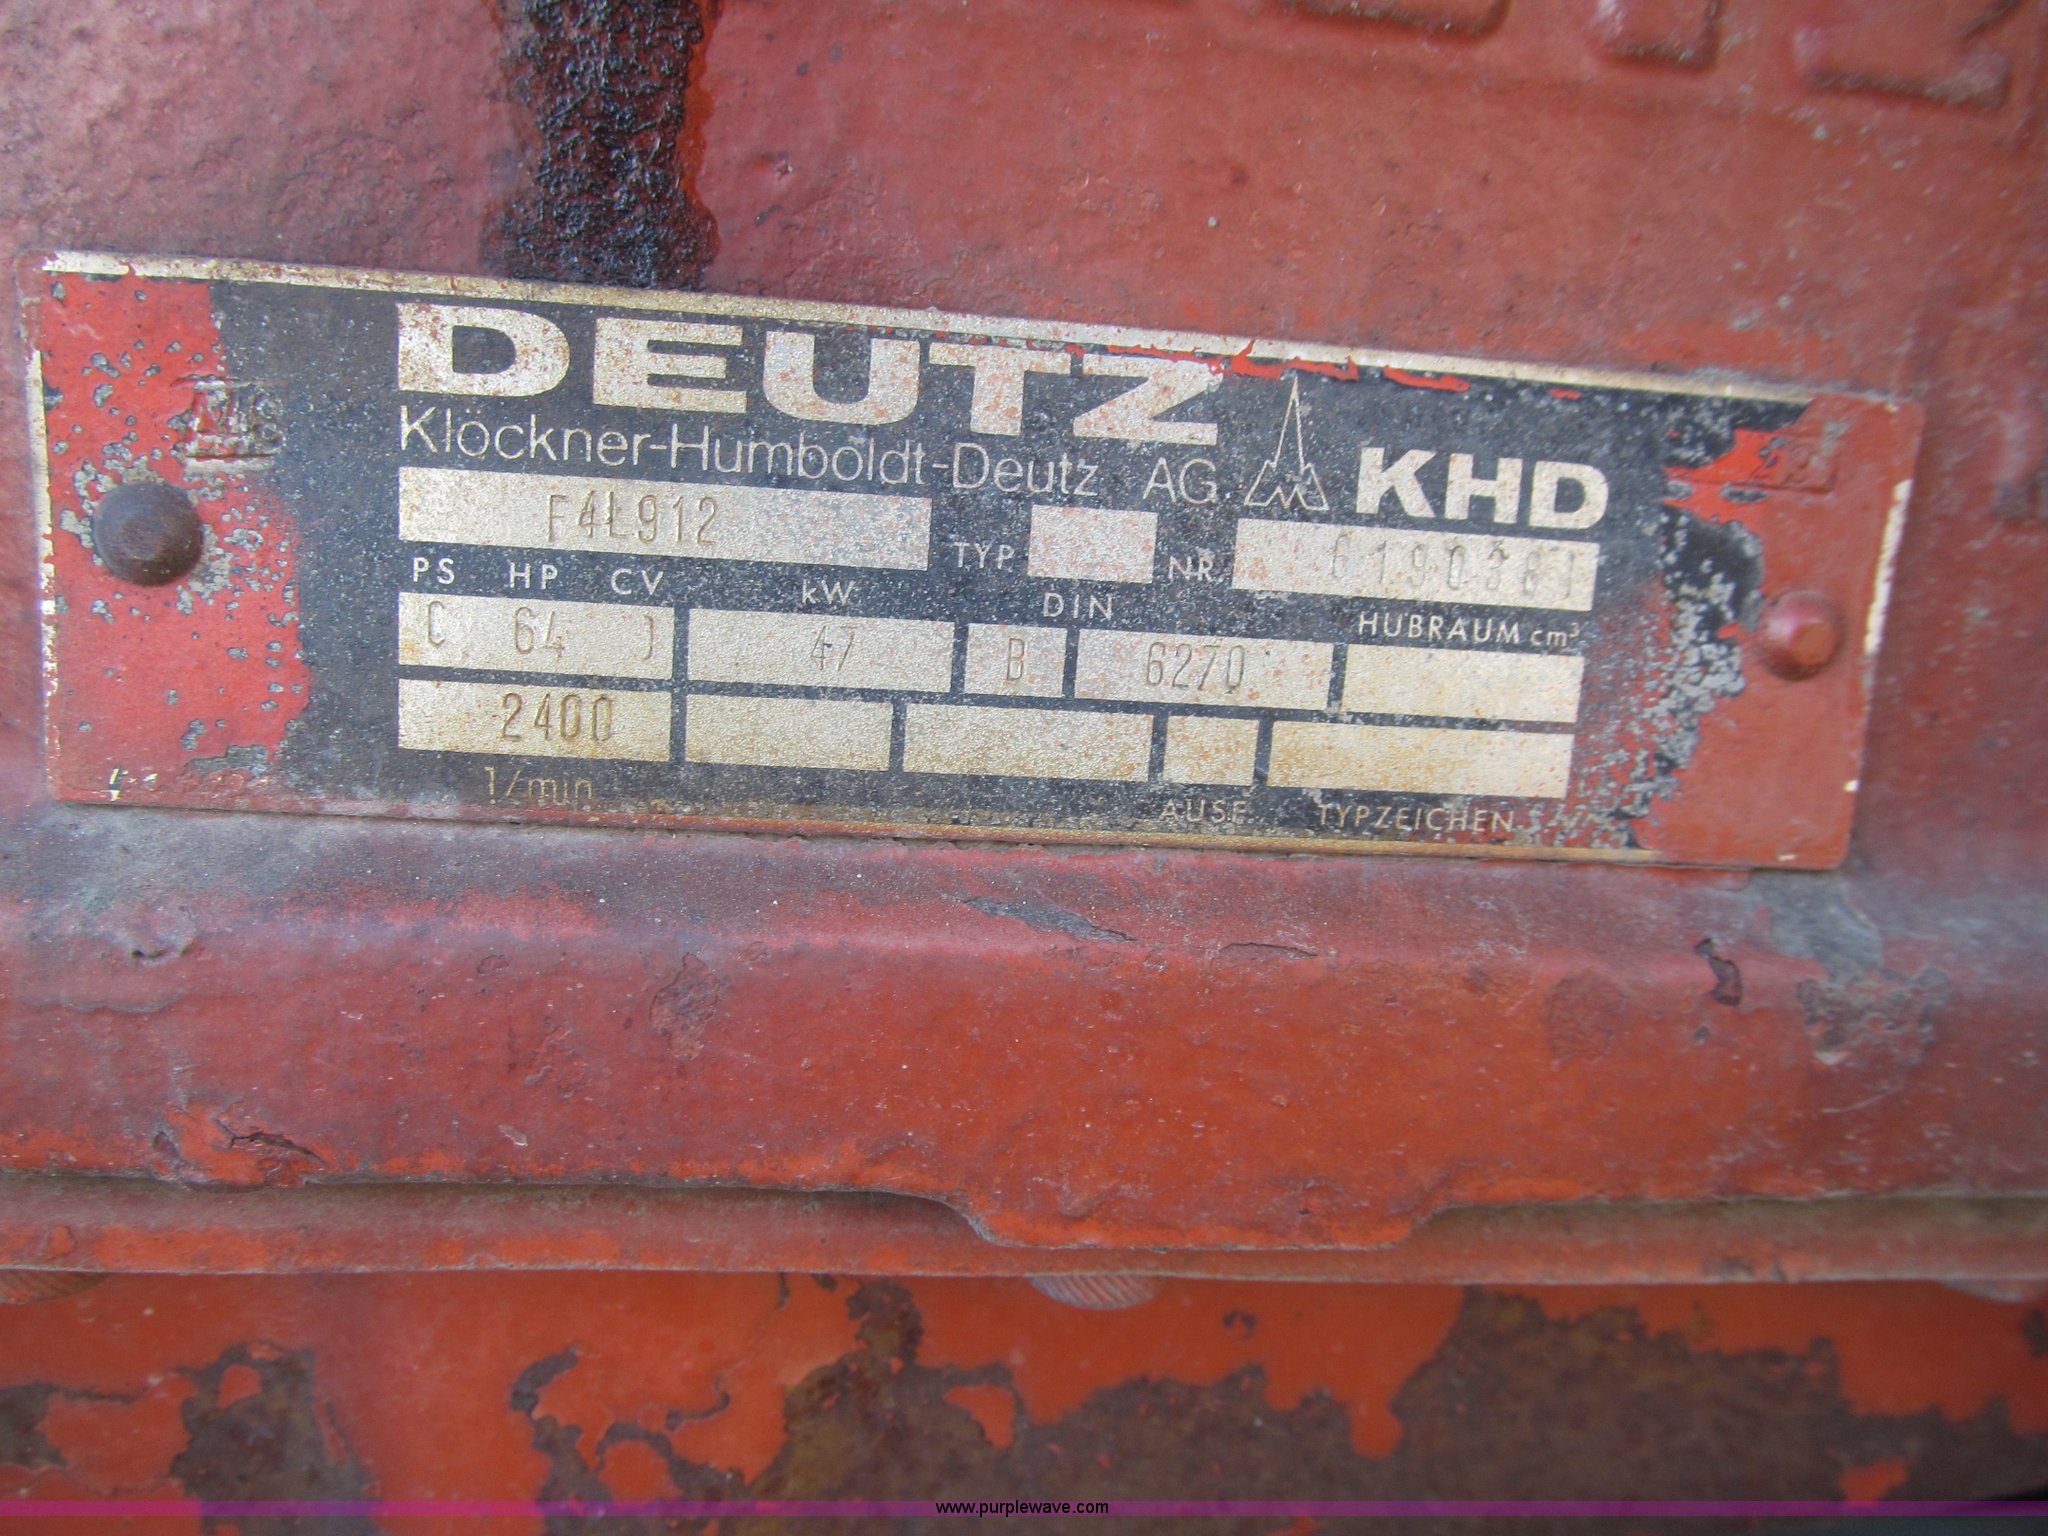 DEUTZ
Klöckner-Humboldt-Deutz AG KHD
F4L912 TYP NR. 6190381
PS HP CV kW DIN HUBRAUM cm³
( 64 ) 47 B 6270
2400
1/min AUSF. TYPZEICHEN
www.purplewave.com